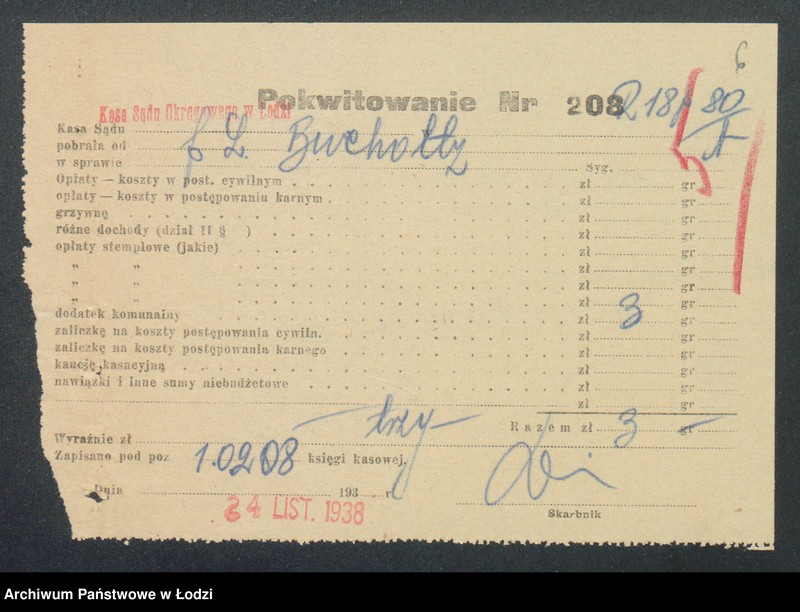 6
Pokwitowanie Nr 208
Kasa Sądu Okręgowego w Łodzi
Kasa Sądu
pobrała od f. L. Bucholtz
w sprawie Syg.
Opłaty — koszty w post. cywilnym zł gr
opłaty — koszty w postępowaniu karnym zł gr
grzywnę zł gr
różne dochody (dział II § ) zł gr
opłaty stemplowe (jakie) zł gr
„ „ zł gr
„ „ zł gr
„ „ zł 3 gr
dodatek komunalny zł gr
zaliczkę na koszty postępowania cywiln. zł gr
zaliczkę na koszty postępowania karnego zł gr
kaucję kasacyjną zł gr
nawiązki i inne sumy niebudżetowe zł gr
zł gr
Razem zł 3 gr —
Wyraźnie zł — trzy —
Zapisano pod poz 1.0208 księgi kasowej.
Dnia 193 r
24 LIST. 1938
Skarbnik
Archiwum Państwowe w Łodzi